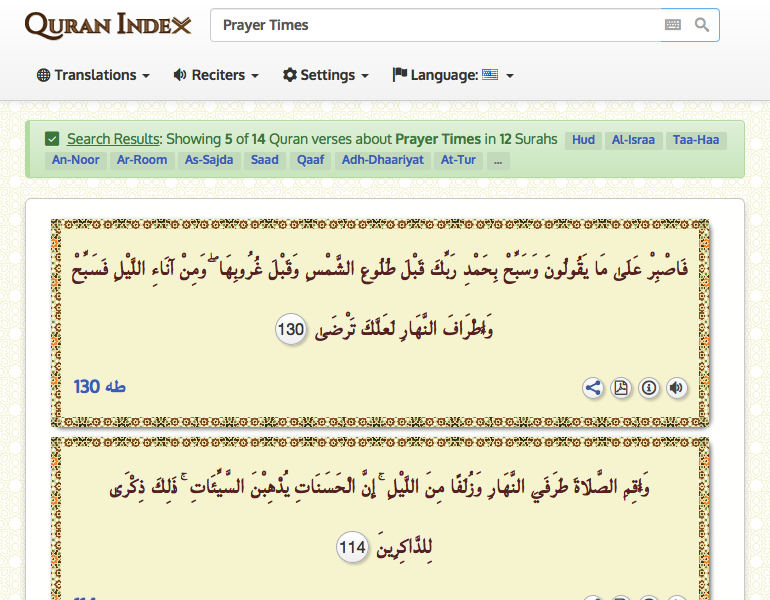 QURAN INDEX
Prayer Times
Translations Reciters Settings Language:
Search Results: Showing 5 of 14 Quran verses about Prayer Times in 12 Surahs Hud Al-Israa Taa-Haa
An-Noor Ar-Room As-Sajda Saad Qaaf Adh-Dhaariyat At-Tur ...
فَاصْبِرْ عَلَىٰ مَا يَقُولُونَ وَسَبِّحْ بِحَمْدِ رَبِّكَ قَبْلَ طُلُوعِ الشَّمْسِ وَقَبْلَ غُرُوبِهَا ۖ وَمِنْ آنَاءِ اللَّيْلِ فَسَبِّحْ
وَأَطْرَافَ النَّهَارِ لَعَلَّكَ تَرْضَىٰ 130
طه 130
وَأَقِمِ الصَّلَاةَ طَرَفَيِ النَّهَارِ وَزُلَفًا مِنَ اللَّيْلِ ۚ إِنَّ الْحَسَنَاتِ يُذْهِبْنَ السَّيِّئَاتِ ۚ ذَٰلِكَ ذِكْرَىٰ
لِلذَّاكِرِينَ 114